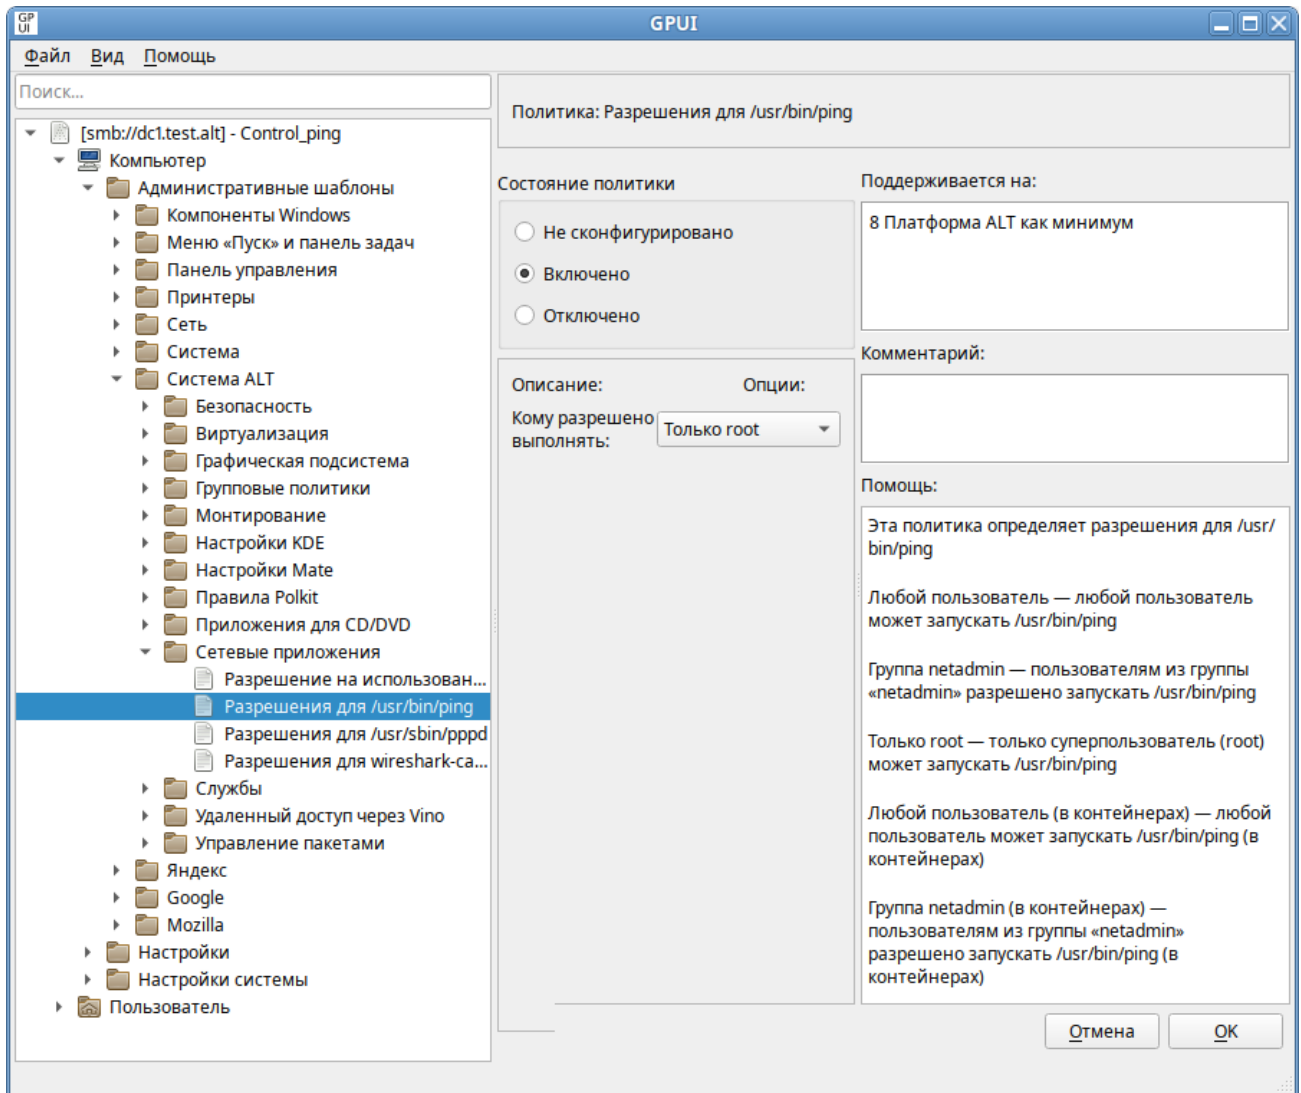 GP
UI
GPUI
Файл Вид Помощь
Поиск...
[smb://dc1.test.alt] - Control_ping
Компьютер
Административные шаблоны
Компоненты Windows
Меню «Пуск» и панель задач
Панель управления
Принтеры
Сеть
Система
Система ALT
Безопасность
Виртуализация
Графическая подсистема
Групповые политики
Монтирование
Настройки KDE
Настройки Mate
Правила Polkit
Приложения для CD/DVD
Сетевые приложения
Разрешение на использован...
Разрешения для /usr/bin/ping
Разрешения для /usr/sbin/pppd
Разрешения для wireshark-ca...
Службы
Удаленный доступ через Vino
Управление пакетами
Яндекс
Google
Mozilla
Настройки
Настройки системы
Пользователь
Политика: Разрешения для /usr/bin/ping
Состояние политики
Не сконфигурировано
Включено
Отключено
Описание: Опции:
Кому разрешено
выполнять:
Только root
Поддерживается на:
8 Платформа ALT как минимум
Комментарий:
Помощь:
Эта политика определяет разрешения для /usr/
bin/ping
Любой пользователь — любой пользователь
может запускать /usr/bin/ping
Группа netadmin — пользователям из группы
«netadmin» разрешено запускать /usr/bin/ping
Только root — только суперпользователь (root)
может запускать /usr/bin/ping
Любой пользователь (в контейнерах) — любой
пользователь может запускать /usr/bin/ping (в
контейнерах)
Группа netadmin (в контейнерах) —
пользователям из группы «netadmin»
разрешено запускать /usr/bin/ping (в
контейнерах)
Отмена OK